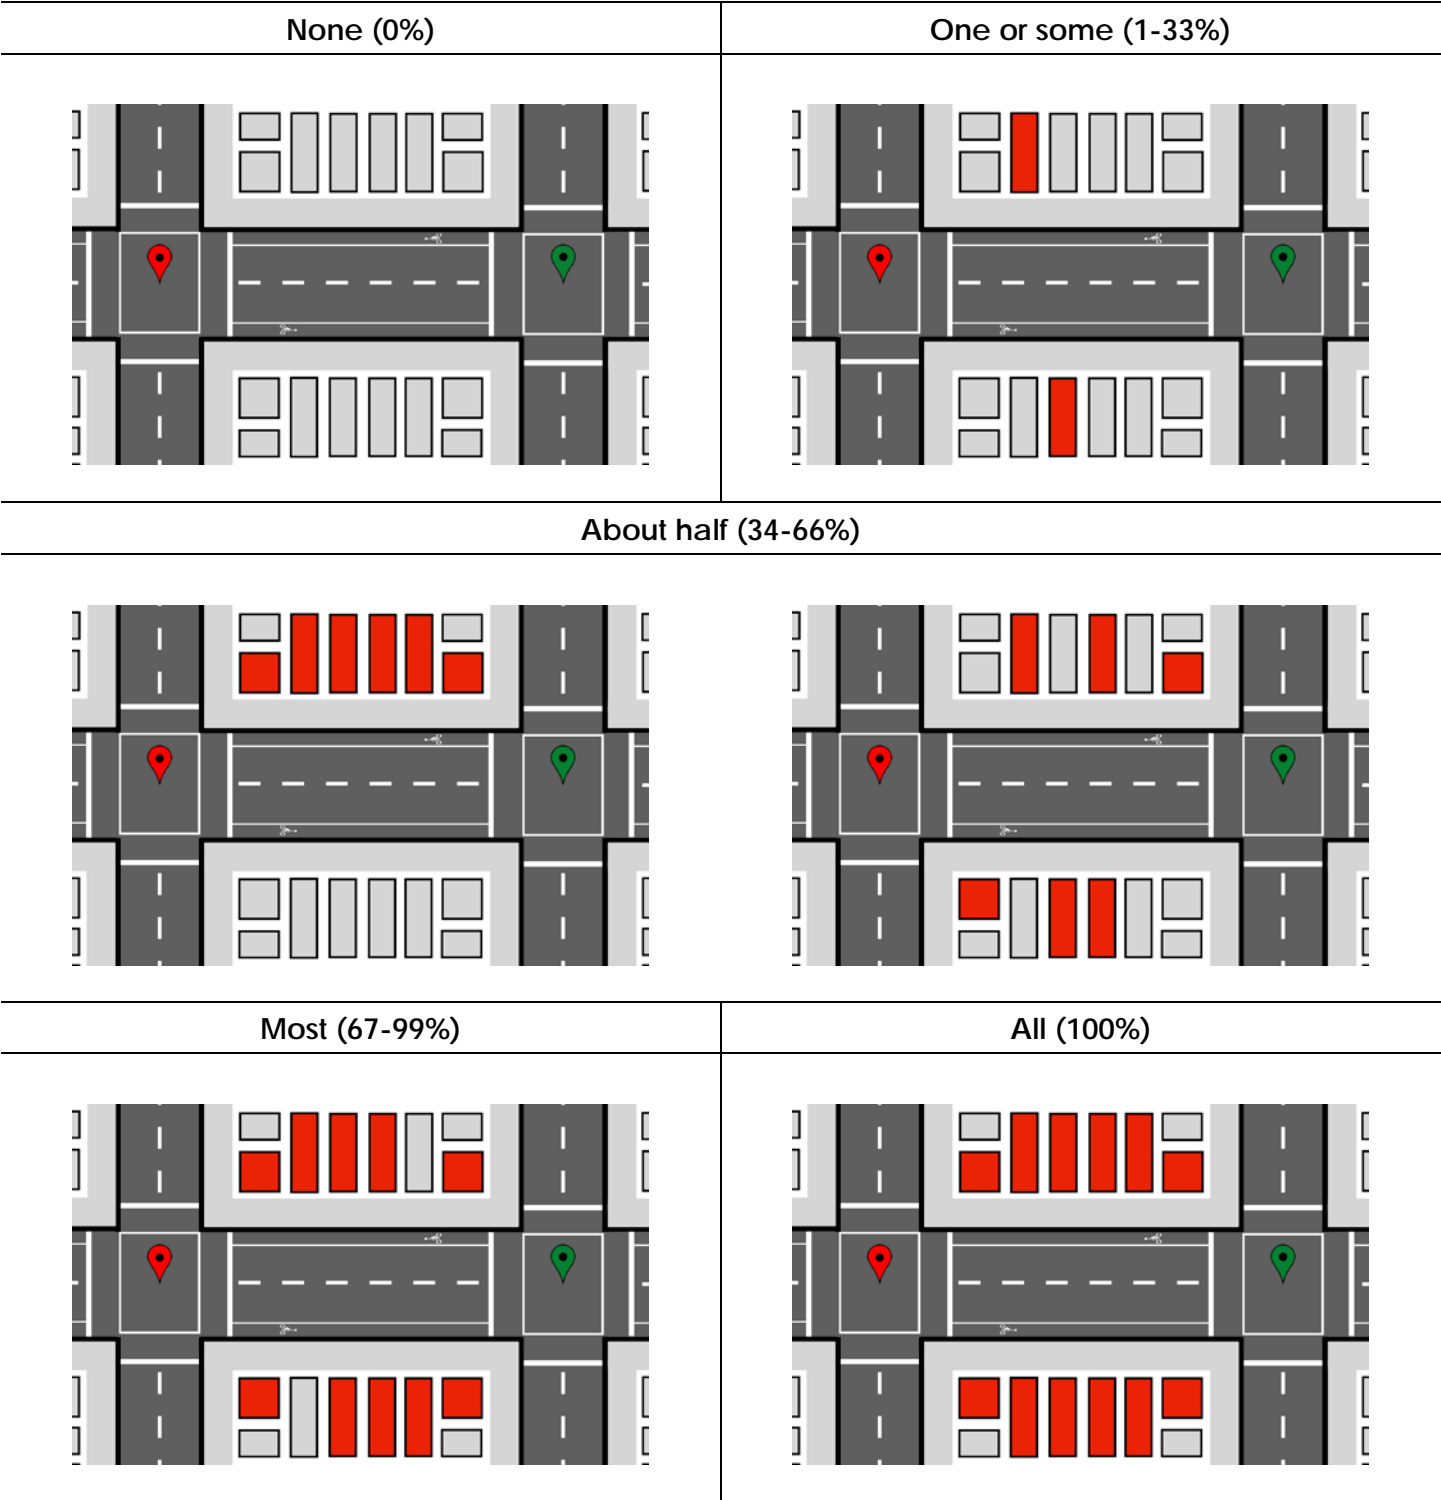 None (0%)
One or some (1-33%)
About half (34-66%)
Most (67-99%)
All (100%)